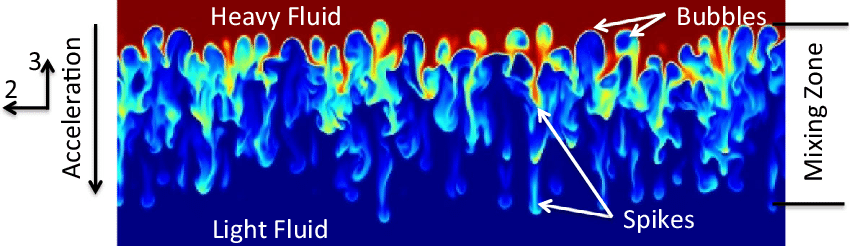 Heavy Fluid
Bubbles
3
2
Acceleration
Mixing Zone
Spikes
Light Fluid